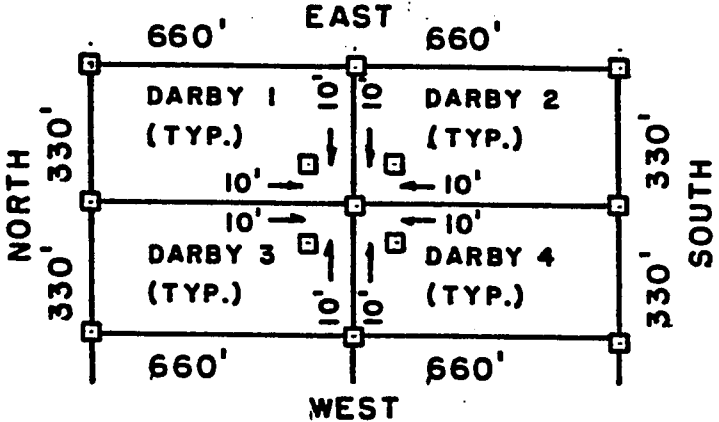 EAST
660' 660'
DARBY 1
(TYP.)
10' 10'
DARBY 2
(TYP.)
330' 330'
10' 10'
NORTH SOUTH
10' 10'
DARBY 3
(TYP.)
10' 10'
DARBY 4
(TYP.)
330' 330'
660' 660'
WEST